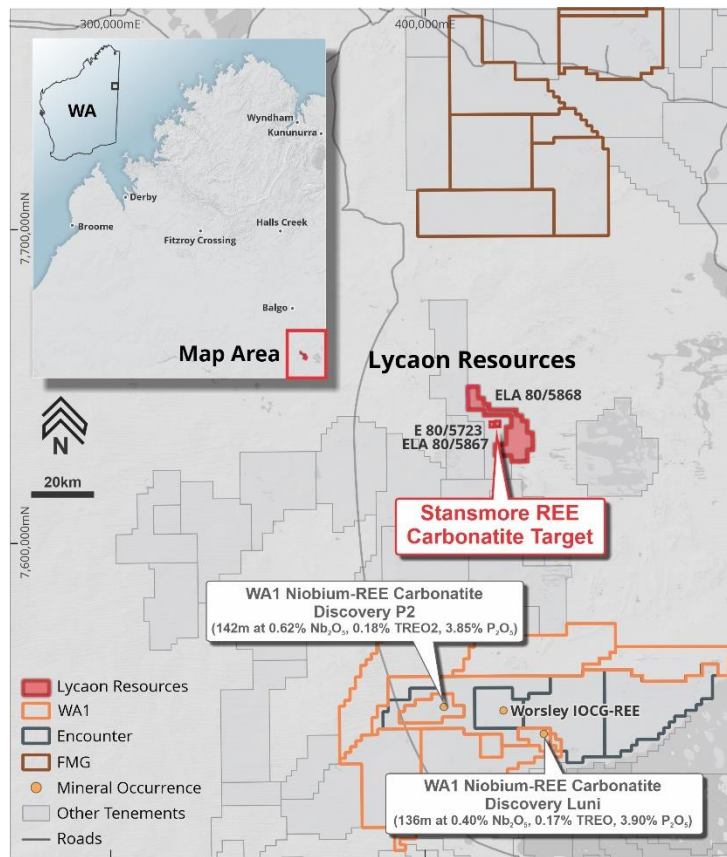 300,000mE
400,000mE
7,700,000mN
7,600,000mN
WA
Wyndham
Kununurra
Derby
Broome
Fitzroy Crossing
Halls Creek
Balgo
Map Area
N
20km
Lycaon Resources
ELA 80/5868
E 80/5723
ELA 80/5867
Stansmore REE
Carbonatite Target
WA1 Niobium-REE Carbonatite
Discovery P2
(142m at 0.62% Nb₂O₅, 0.18% TREO2, 3.85% P₂O₅)
Worsley IOCG-REE
WA1 Niobium-REE Carbonatite
Discovery Luni
(136m at 0.40% Nb₂O₅, 0.17% TREO, 3.90% P₂O₅)
Lycaon Resources
WA1
Encounter
FMG
Mineral Occurrence
Other Tenements
Roads